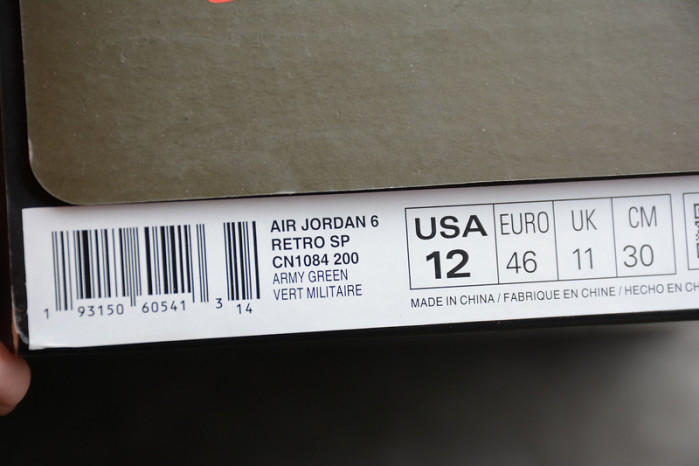 AIR JORDAN 6
RETRO SP
CN1084 200
ARMY GREEN
VERT MILITAIRE
1 93150 60541 3 14
USA EURO UK CM
12 46 11 30
MADE IN CHINA / FABRIQUE EN CHINE / HECHO EN